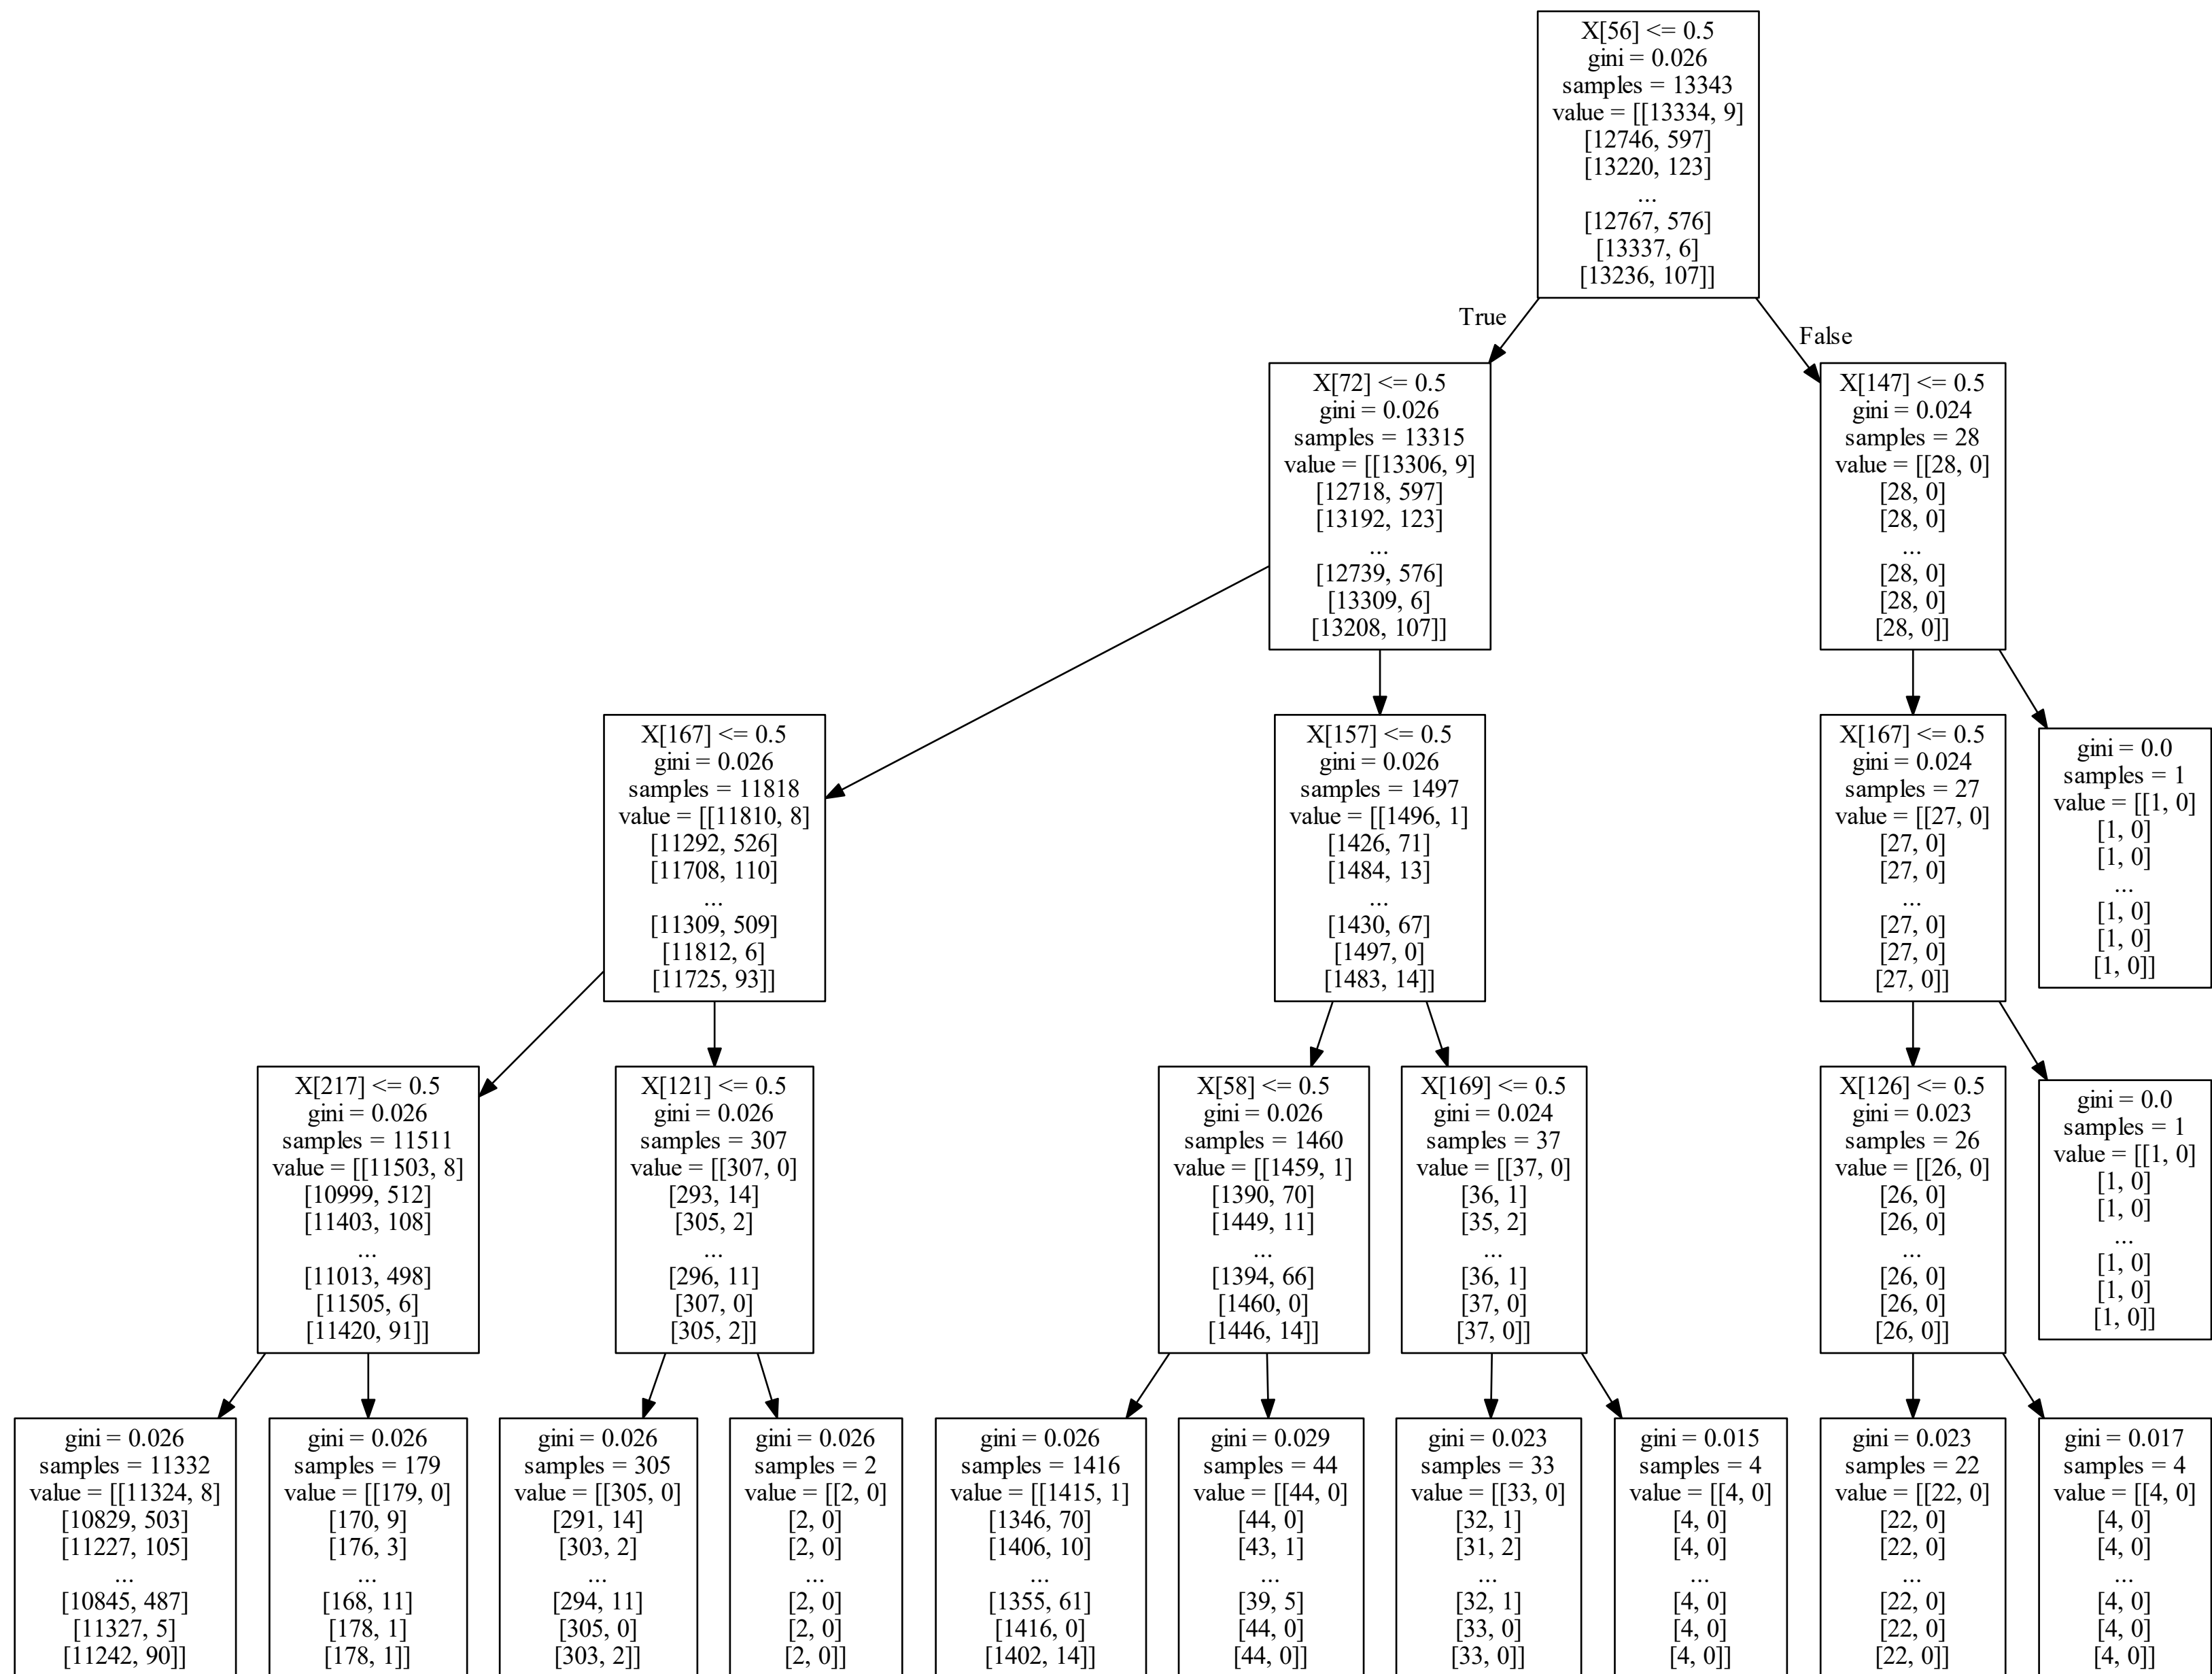 X[56] <= 0.5
gini = 0.026
samples = 13343
value = [[13334, 9]
[12746, 597]
[13220, 123]
...
[12767, 576]
[13337, 6]
[13236, 107]]
True
False
X[72] <= 0.5
gini = 0.026
samples = 13315
value = [[13306, 9]
[12718, 597]
[13192, 123]
...
[12739, 576]
[13309, 6]
[13208, 107]]
X[147] <= 0.5
gini = 0.024
samples = 28
value = [[28, 0]
[28, 0]
[28, 0]
...
[28, 0]
[28, 0]
[28, 0]]
X[167] <= 0.5
gini = 0.026
samples = 11818
value = [[11810, 8]
[11292, 526]
[11708, 110]
...
[11309, 509]
[11812, 6]
[11725, 93]]
X[157] <= 0.5
gini = 0.026
samples = 1497
value = [[1496, 1]
[1426, 71]
[1484, 13]
...
[1430, 67]
[1497, 0]
[1483, 14]]
X[167] <= 0.5
gini = 0.024
samples = 27
value = [[27, 0]
[27, 0]
[27, 0]
...
[27, 0]
[27, 0]
[27, 0]]
gini = 0.0
samples = 1
value = [[1, 0]
[1, 0]
[1, 0]
...
[1, 0]
[1, 0]
[1, 0]]
X[217] <= 0.5
gini = 0.026
samples = 11511
value = [[11503, 8]
[10999, 512]
[11403, 108]
...
[11013, 498]
[11505, 6]
[11420, 91]]
X[121] <= 0.5
gini = 0.026
samples = 307
value = [[307, 0]
[293, 14]
[305, 2]
...
[296, 11]
[307, 0]
[305, 2]]
X[58] <= 0.5
gini = 0.026
samples = 1460
value = [[1459, 1]
[1390, 70]
[1449, 11]
...
[1394, 66]
[1460, 0]
[1446, 14]]
X[169] <= 0.5
gini = 0.024
samples = 37
value = [[37, 0]
[36, 1]
[35, 2]
...
[36, 1]
[37, 0]
[37, 0]]
X[126] <= 0.5
gini = 0.023
samples = 26
value = [[26, 0]
[26, 0]
[26, 0]
...
[26, 0]
[26, 0]
[26, 0]]
gini = 0.0
samples = 1
value = [[1, 0]
[1, 0]
[1, 0]
...
[1, 0]
[1, 0]
[1, 0]]
gini = 0.026
samples = 11332
value = [[11324, 8]
[10829, 503]
[11227, 105]
...
[10845, 487]
[11327, 5]
[11242, 90]]
gini = 0.026
samples = 179
value = [[179, 0]
[170, 9]
[176, 3]
...
[168, 11]
[178, 1]
[178, 1]]
gini = 0.026
samples = 305
value = [[305, 0]
[291, 14]
[303, 2]
...
[294, 11]
[305, 0]
[303, 2]]
gini = 0.026
samples = 2
value = [[2, 0]
[2, 0]
[2, 0]
...
[2, 0]
[2, 0]
[2, 0]]
gini = 0.026
samples = 1416
value = [[1415, 1]
[1346, 70]
[1406, 10]
...
[1355, 61]
[1416, 0]
[1402, 14]]
gini = 0.029
samples = 44
value = [[44, 0]
[44, 0]
[43, 1]
...
[39, 5]
[44, 0]
[44, 0]]
gini = 0.023
samples = 33
value = [[33, 0]
[32, 1]
[31, 2]
...
[32, 1]
[33, 0]
[33, 0]]
gini = 0.015
samples = 4
value = [[4, 0]
[4, 0]
[4, 0]
...
[4, 0]
[4, 0]
[4, 0]]
gini = 0.023
samples = 22
value = [[22, 0]
[22, 0]
[22, 0]
...
[22, 0]
[22, 0]
[22, 0]]
gini = 0.017
samples = 4
value = [[4, 0]
[4, 0]
[4, 0]
...
[4, 0]
[4, 0]
[4, 0]]